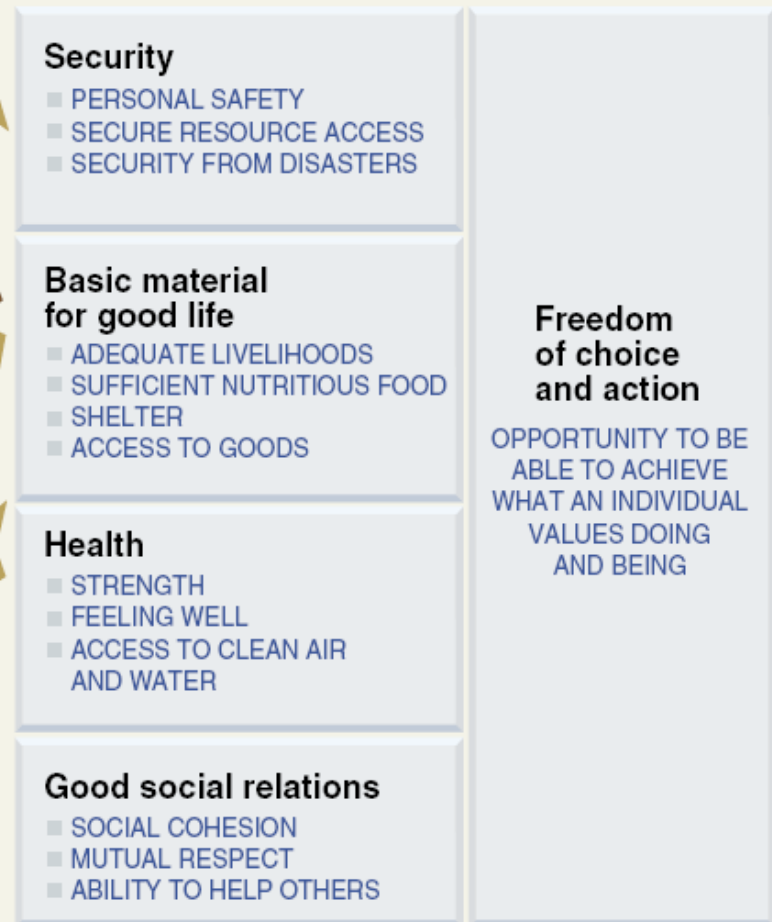 Security
PERSONAL SAFETY
SECURE RESOURCE ACCESS
SECURITY FROM DISASTERS
Basic material
for good life
ADEQUATE LIVELIHOODS
SUFFICIENT NUTRITIOUS FOOD
SHELTER
ACCESS TO GOODS
Health
STRENGTH
FEELING WELL
ACCESS TO CLEAN AIR
AND WATER
Good social relations
SOCIAL COHESION
MUTUAL RESPECT
ABILITY TO HELP OTHERS
Freedom
of choice
and action
OPPORTUNITY TO BE
ABLE TO ACHIEVE
WHAT AN INDIVIDUAL
VALUES DOING
AND BEING